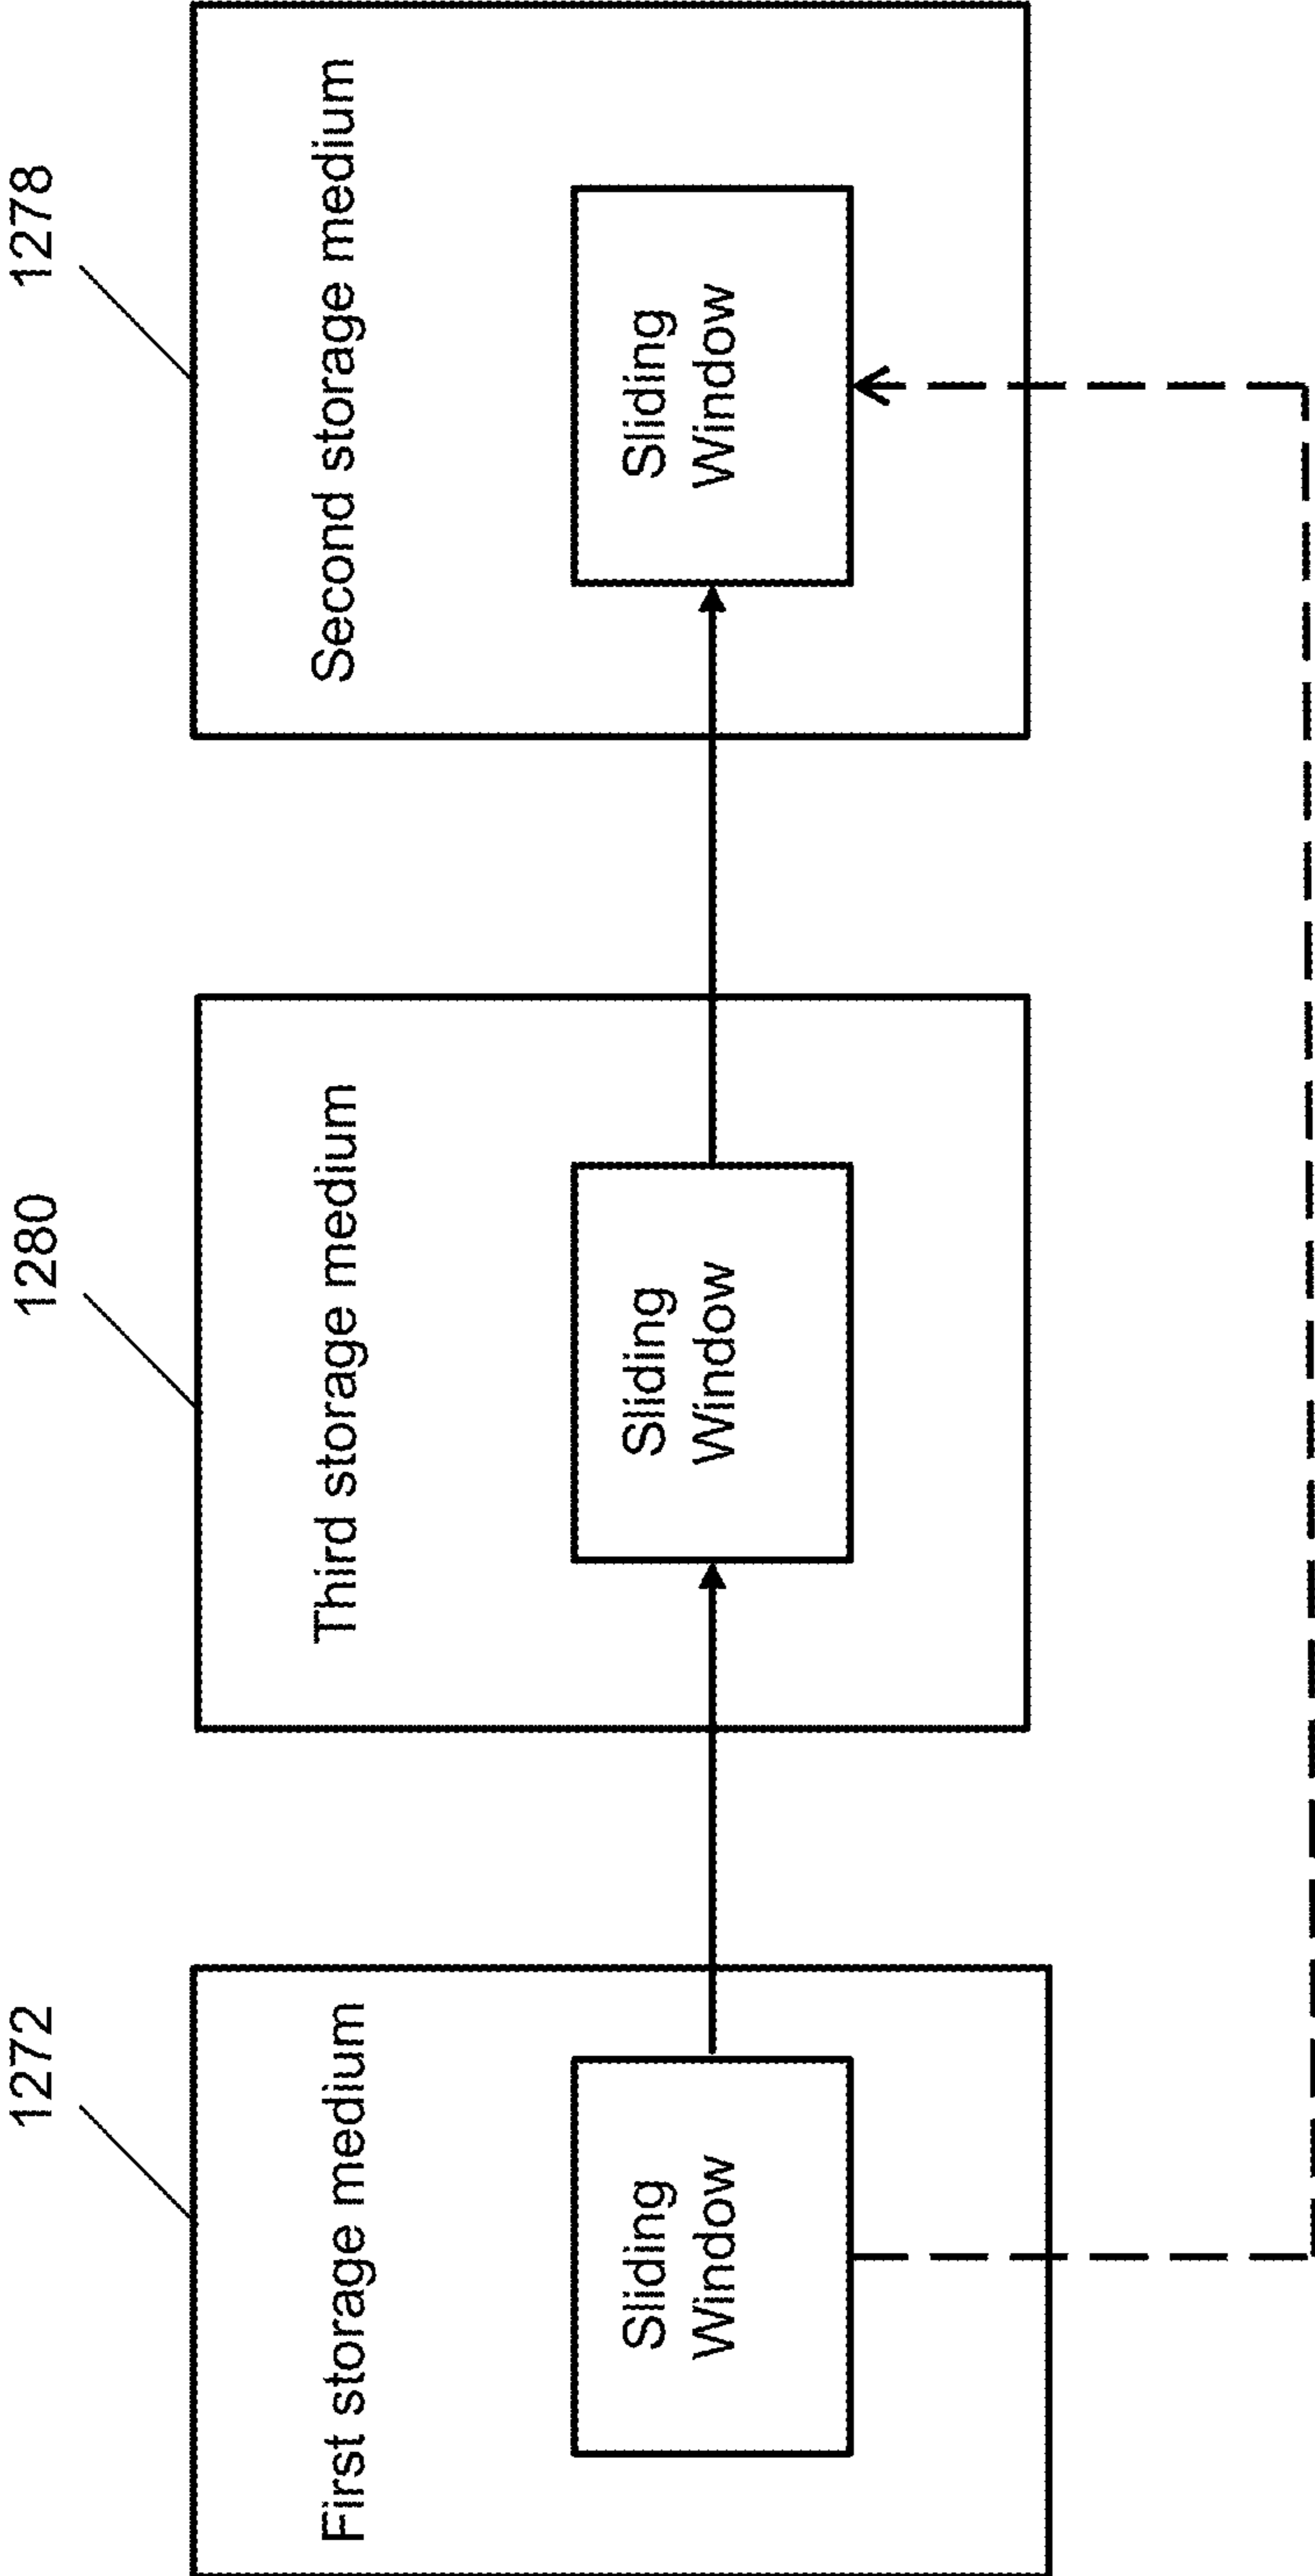 1272
1280
1278
First storage medium
Third storage medium
Second storage medium
Sliding
Window
Sliding
Window
Sliding
Window